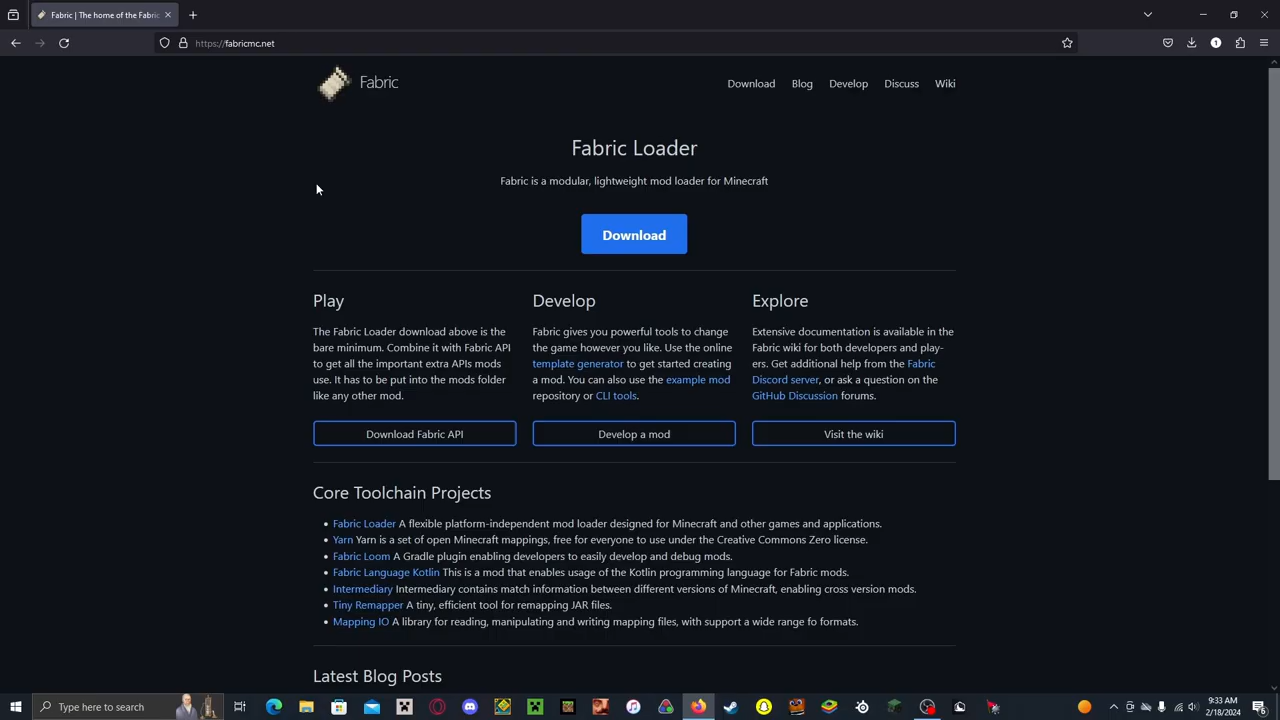 Fabric | The home of the Fabric
https://fabricmc.net
1
Fabric
Download
Blog
Develop
Discuss
Wiki
Fabric Loader
Fabric is a modular, lightweight mod loader for Minecraft
Download
Play
The Fabric Loader download above is the
bare minimum. Combine it with Fabric API
to get all the important extra APIs mods
use. It has to be put into the mods folder
like any other mod.
Download Fabric API
Develop
Fabric gives you powerful tools to change
the game however you like. Use the online
template generator to get started creating
a mod. You can also use the example mod
repository or CLI tools.
Develop a mod
Explore
Extensive documentation is available in the
Fabric wiki for both developers and play-
ers. Get additional help from the Fabric
Discord server, or ask a question on the
GitHub Discussion forums.
Visit the wiki
Core Toolchain Projects
• Fabric Loader A flexible platform-independent mod loader designed for Minecraft and other games and applications.
• Yarn Yarn is a set of open Minecraft mappings, free for everyone to use under the Creative Commons Zero license.
• Fabric Loom A Gradle plugin enabling developers to easily develop and debug mods.
• Fabric Language Kotlin This is a mod that enables usage of the Kotlin programming language for Fabric mods.
• Intermediary Intermediary contains match information between different versions of Minecraft, enabling cross version mods.
• Tiny Remapper A tiny, efficient tool for remapping JAR files.
• Mapping IO A library for reading, manipulating and writing mapping files, with support a wide range fo formats.
Latest Blog Posts
Type here to search
9:33 AM
2/18/2024
6